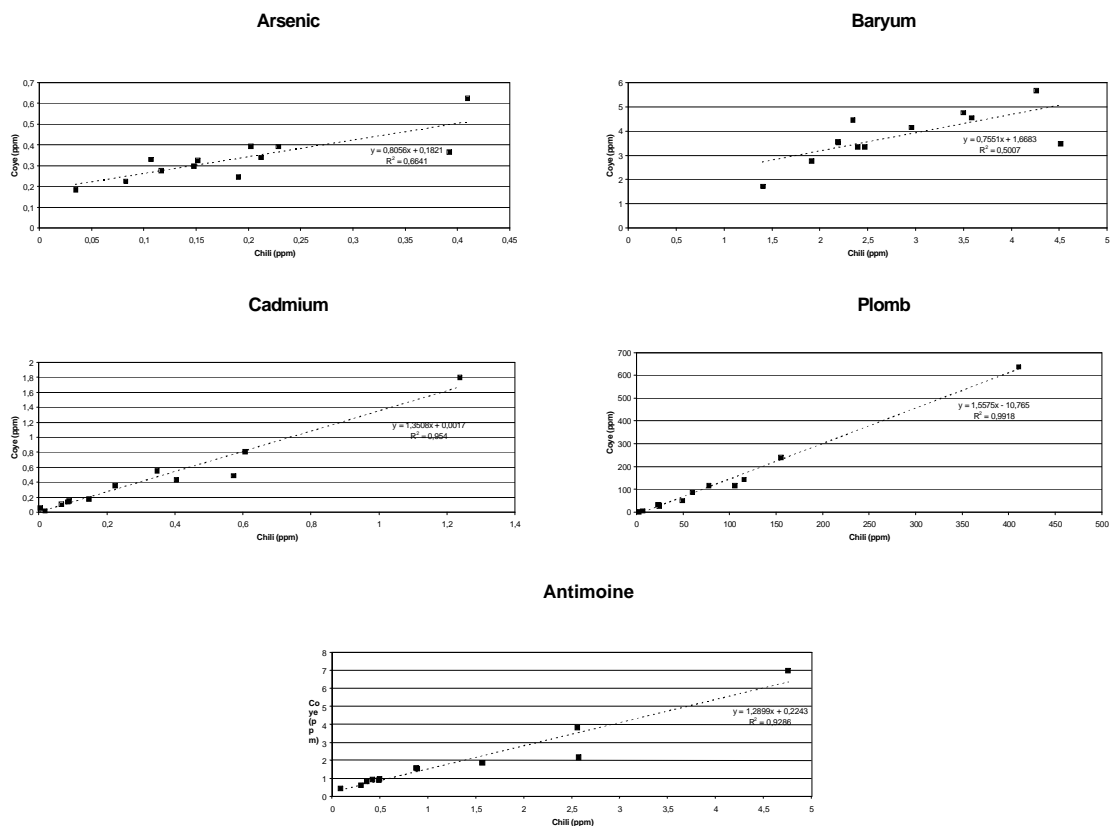 Arsenic
0,7
0,6
0,5
0,4
0,3
0,2
0,1
0
Coye (ppm)
y = 0,8056x + 0,1821
R² = 0,6641
0 0,05 0,1 0,15 0,2 0,25 0,3 0,35 0,4 0,45
Chili (ppm)
Baryum
6
5
4
3
2
1
0
Coye (ppm)
y = 0,7551x + 1,6683
R² = 0,5007
0 0,5 1 1,5 2 2,5 3 3,5 4 4,5 5
Chili (ppm)
Cadmium
2
1,8
1,6
1,4
1,2
1
0,8
0,6
0,4
0,2
0
Coye (ppm)
y = 1,3508x + 0,0017
R² = 0,954
0 0,2 0,4 0,6 0,8 1 1,2 1,4
Chili (ppm)
Plomb
700
600
500
400
300
200
100
0
Coye (ppm)
y = 1,5575x - 10,765
R² = 0,9918
0 50 100 150 200 250 300 350 400 450 500
Chili (ppm)
Antimoine
8
7
6
5
4
3
2
1
0
Co
ye (p
p
m)
y = 1,2899x + 0,2243
R² = 0,9286
0 0,5 1 1,5 2 2,5 3 3,5 4 4,5 5
Chili (ppm)